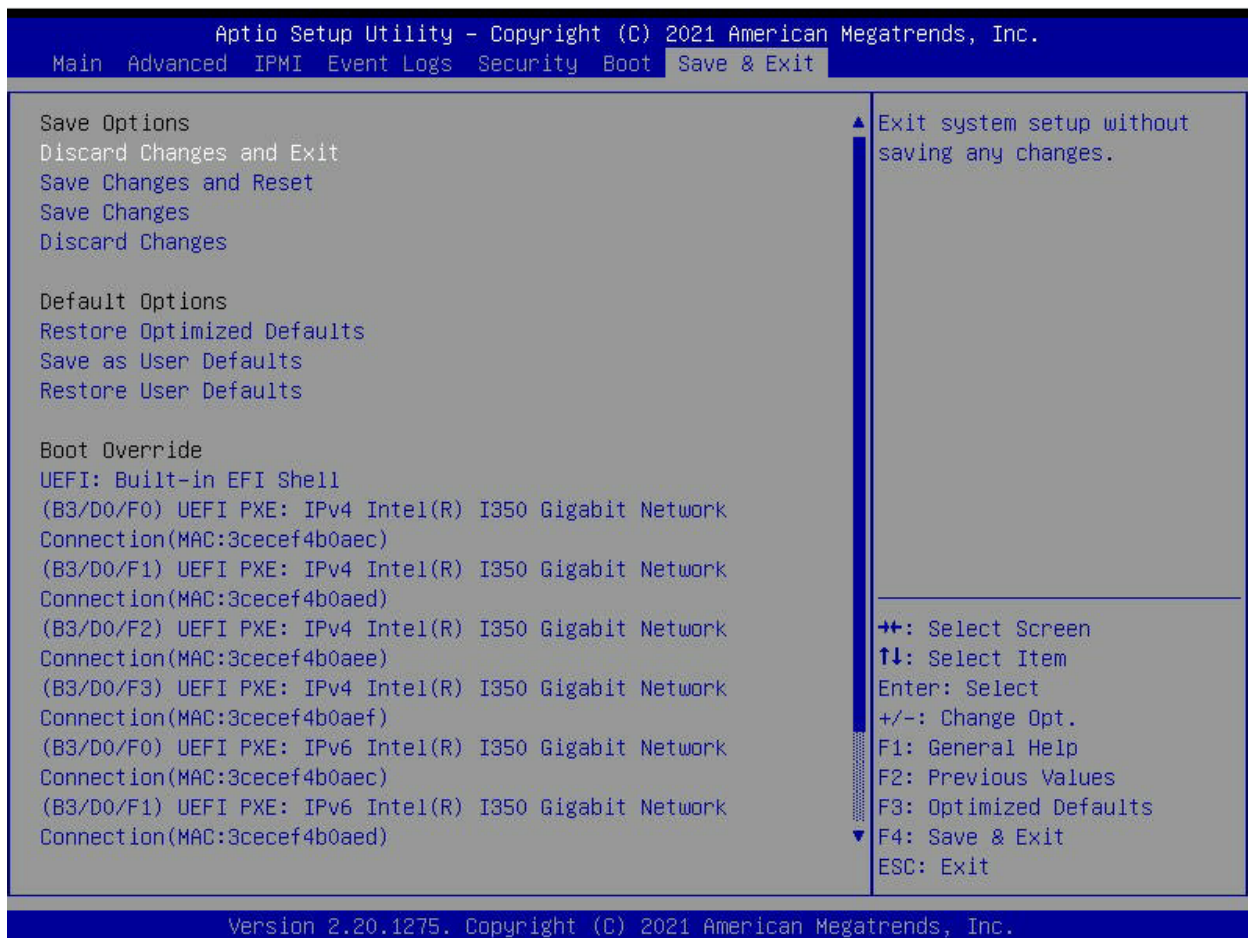 Aptio Setup Utility – Copyright (C) 2021 American Megatrends, Inc.
Main Advanced IPMI Event Logs Security Boot Save & Exit
Save Options
Discard Changes and Exit
Save Changes and Reset
Save Changes
Discard Changes
Default Options
Restore Optimized Defaults
Save as User Defaults
Restore User Defaults
Boot Override
UEFI: Built-in EFI Shell
(B3/D0/F0) UEFI PXE: IPv4 Intel(R) I350 Gigabit Network
Connection(MAC:3cecef4b0aec)
(B3/D0/F1) UEFI PXE: IPv4 Intel(R) I350 Gigabit Network
Connection(MAC:3cecef4b0aed)
(B3/D0/F2) UEFI PXE: IPv4 Intel(R) I350 Gigabit Network
Connection(MAC:3cecef4b0aee)
(B3/D0/F3) UEFI PXE: IPv4 Intel(R) I350 Gigabit Network
Connection(MAC:3cecef4b0aef)
(B3/D0/F0) UEFI PXE: IPv6 Intel(R) I350 Gigabit Network
Connection(MAC:3cecef4b0aec)
(B3/D0/F1) UEFI PXE: IPv6 Intel(R) I350 Gigabit Network
Connection(MAC:3cecef4b0aed)
Exit system setup without
saving any changes.
→←: Select Screen
↑↓: Select Item
Enter: Select
+/-: Change Opt.
F1: General Help
F2: Previous Values
F3: Optimized Defaults
F4: Save & Exit
ESC: Exit
Version 2.20.1275. Copyright (C) 2021 American Megatrends, Inc.